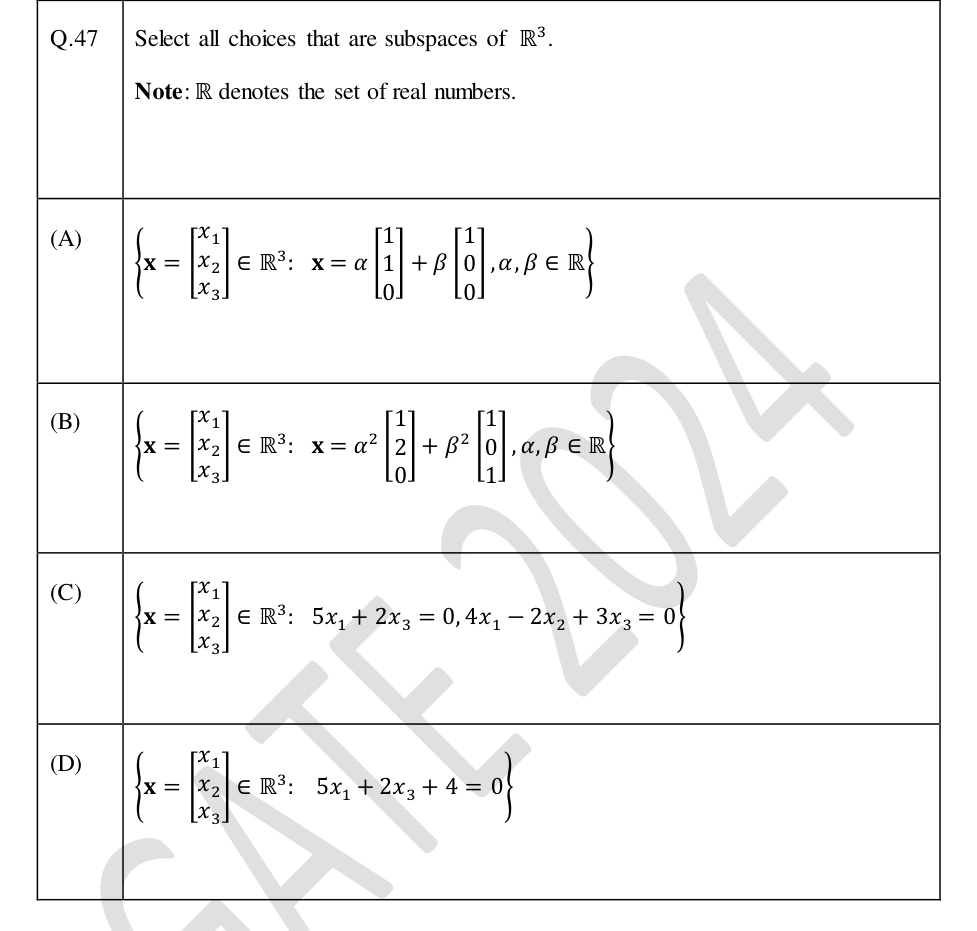 Q.47 Select all choices that are subspaces of ℝ³.
Note: ℝ denotes the set of real numbers.
(A) {𝐱 = [𝑥₁ 𝑥₂ 𝑥₃] ∈ ℝ³: 𝐱 = 𝛼 [1 1 0] + 𝛽 [1 0 0], 𝛼, 𝛽 ∈ ℝ}
(B) {𝐱 = [𝑥₁ 𝑥₂ 𝑥₃] ∈ ℝ³: 𝐱 = 𝛼² [1 2 0] + 𝛽² [1 0 1], 𝛼, 𝛽 ∈ ℝ}
(C) {𝐱 = [𝑥₁ 𝑥₂ 𝑥₃] ∈ ℝ³: 5𝑥₁ + 2𝑥₃ = 0, 4𝑥₁ − 2𝑥₂ + 3𝑥₃ = 0}
(D) {𝐱 = [𝑥₁ 𝑥₂ 𝑥₃] ∈ ℝ³: 5𝑥₁ + 2𝑥₃ + 4 = 0}
GATE 2024